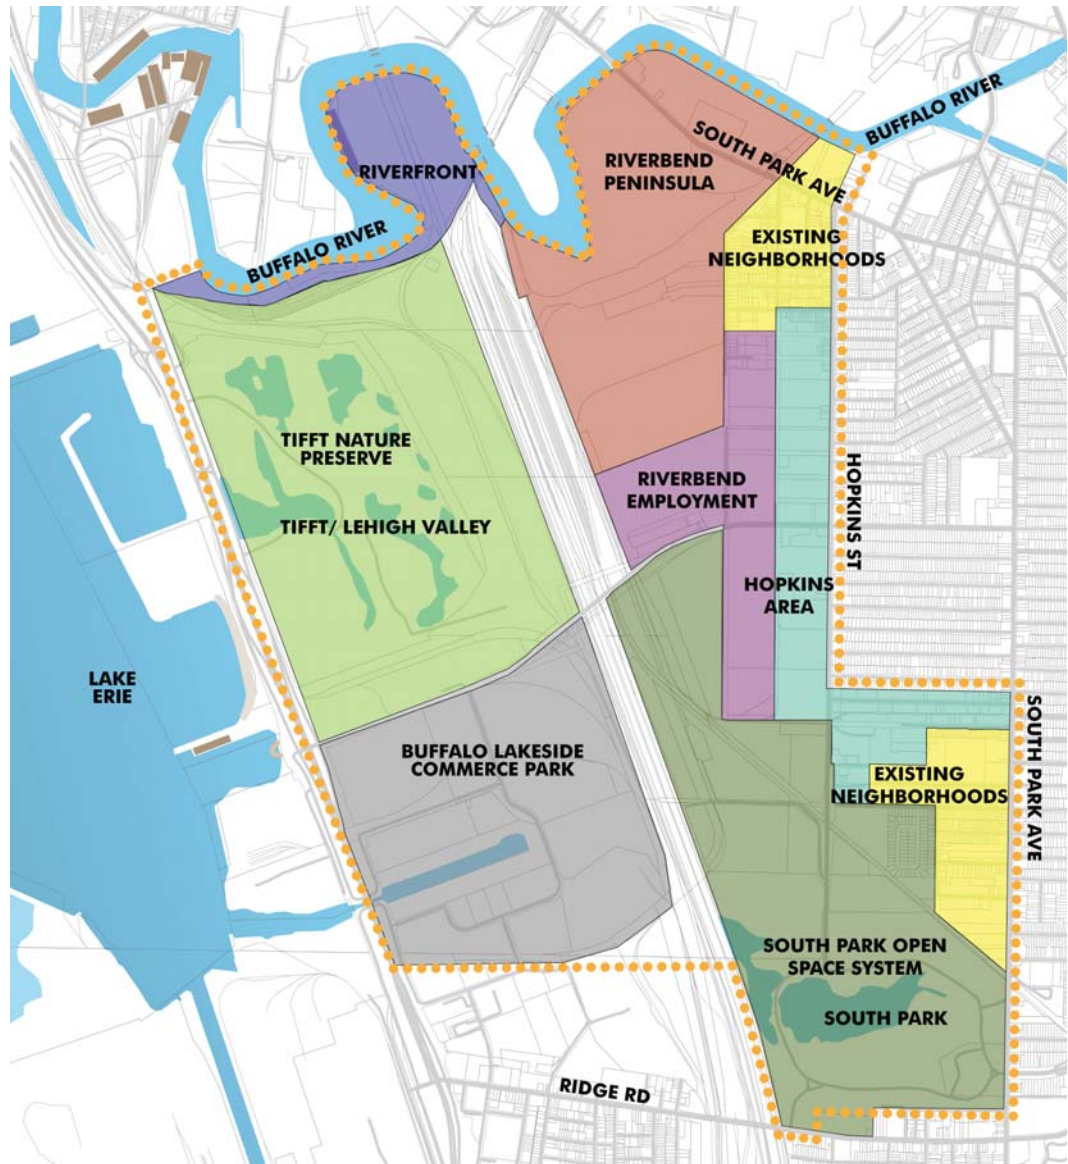 BUFFALO RIVER
RIVERFRONT
RIVERBEND
PENINSULA
SOUTH PARK AVE
BUFFALO RIVER
EXISTING
NEIGHBORHOODS
TIFFT NATURE
PRESERVE
TIFFT/ LEHIGH VALLEY
RIVERBEND
EMPLOYMENT
HOPKINS ST
HOPKINS
AREA
LAKE
ERIE
BUFFALO LAKESIDE
COMMERCE PARK
EXISTING
NEIGHBORHOODS
SOUTH PARK AVE
SOUTH PARK OPEN
SPACE SYSTEM
SOUTH PARK
RIDGE RD